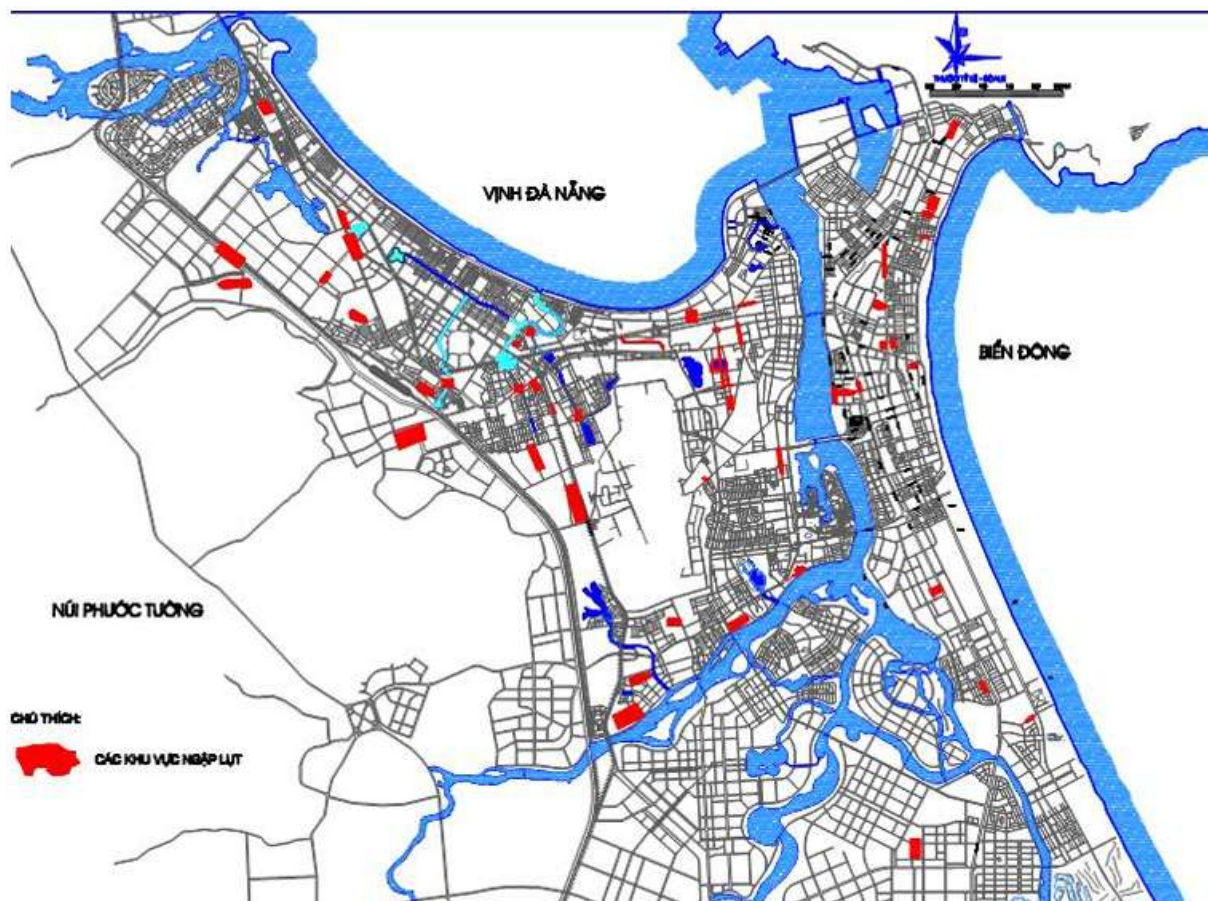 VỊNH ĐÀ NẴNG
BIỂN ĐÔNG
NÚI PHƯỚC TƯỜNG
CHÚ THÍCH:
CÁC KHU VỰC NGẬP LỤT